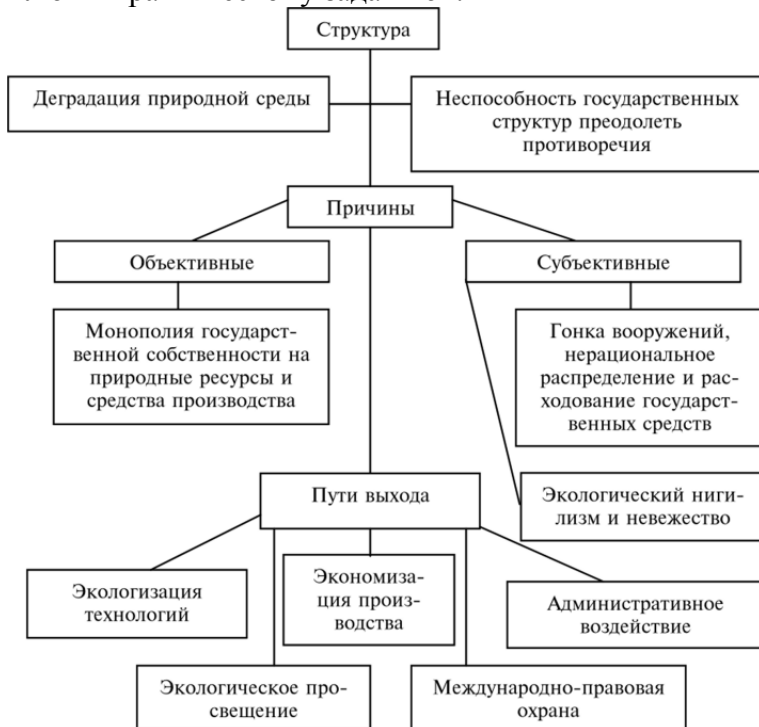 Структура
Деградация природной среды
Неспособность государственных
структур преодолеть
противоречия
Причины
Объективные
Субъективные
Монополия государст-
венной собственности на
природные ресурсы и
средства производства
Гонка вооружений,
нерациональное
распределение и рас-
ходование государст-
венных средств
Пути выхода
Экологический ниги-
лизм и невежество
Экологизация
технологий
Экономиза-
ция произ-
водства
Административное
воздействие
Экологическое про-
свещение
Международно-правовая
охрана